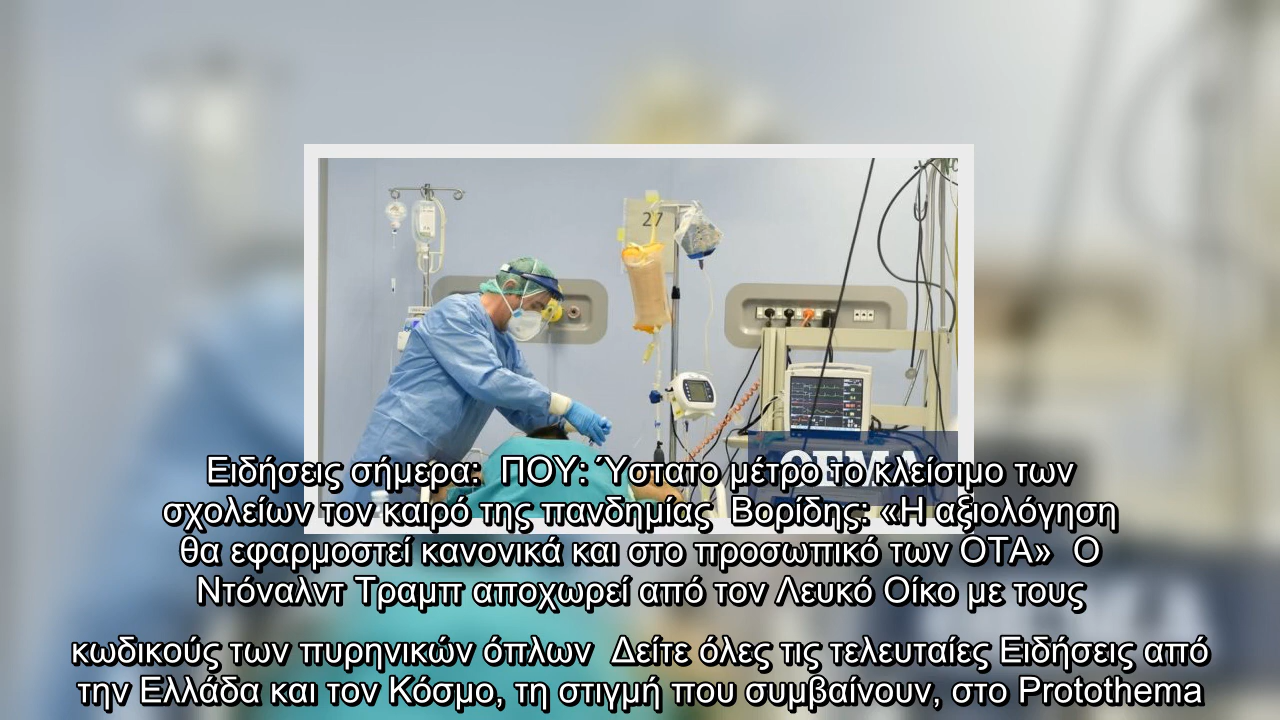 27
ΘΕΜΑ
Ειδήσεις σήμερα:  ΠΟΥ: Ύστατο μέτρο το κλείσιμο των
σχολείων τον καιρό της πανδημίας  Βορίδης: «Η αξιολόγηση
θα εφαρμοστεί κανονικά και στο προσωπικό των ΟΤΑ»  Ο
Ντόναλντ Τραμπ αποχωρεί από τον Λευκό Οίκο με τους
κωδικούς των πυρηνικών όπλων  Δείτε όλες τις τελευταίες Ειδήσεις από
την Ελλάδα και τον Κόσμο, τη στιγμή που συμβαίνουν, στο Protothema